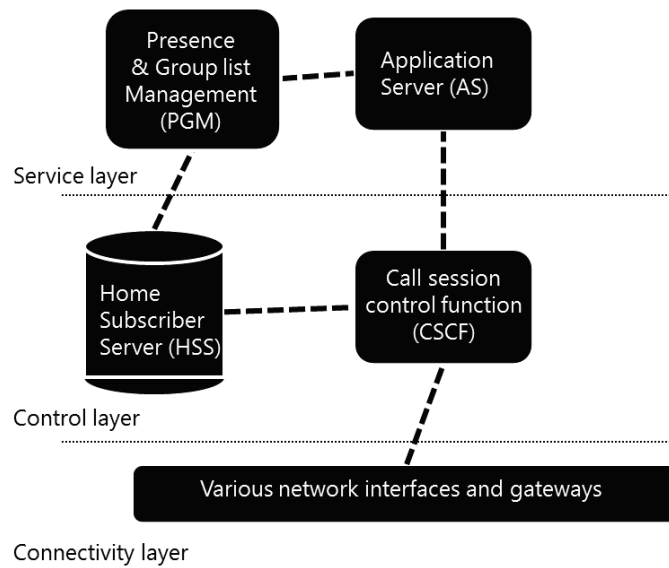 Presence
& Group list
Management
(PGM)
Application
Server (AS)
Service layer
Home
Subscriber
Server (HSS)
Call session
control function
(CSCF)
Control layer
Various network interfaces and gateways
Connectivity layer